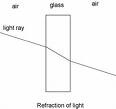 air glass air
light ray
Refraction of light